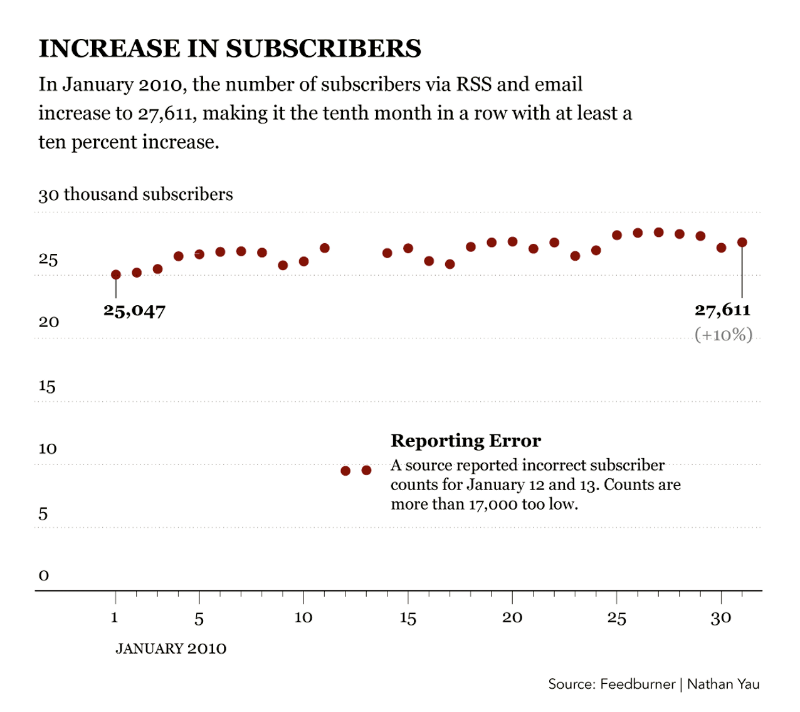 INCREASE IN SUBSCRIBERS
In January 2010, the number of subscribers via RSS and email
increase to 27,611, making it the tenth month in a row with at least a
ten percent increase.
30 thousand subscribers
25
25,047
27,611
20
(+10%)
15
10
Reporting Error
A source reported incorrect subscriber
counts for January 12 and 13. Counts are
more than 17,000 too low.
5
0
1 5 10 15 20 25 30
JANUARY 2010
Source: Feedburner | Nathan Yau